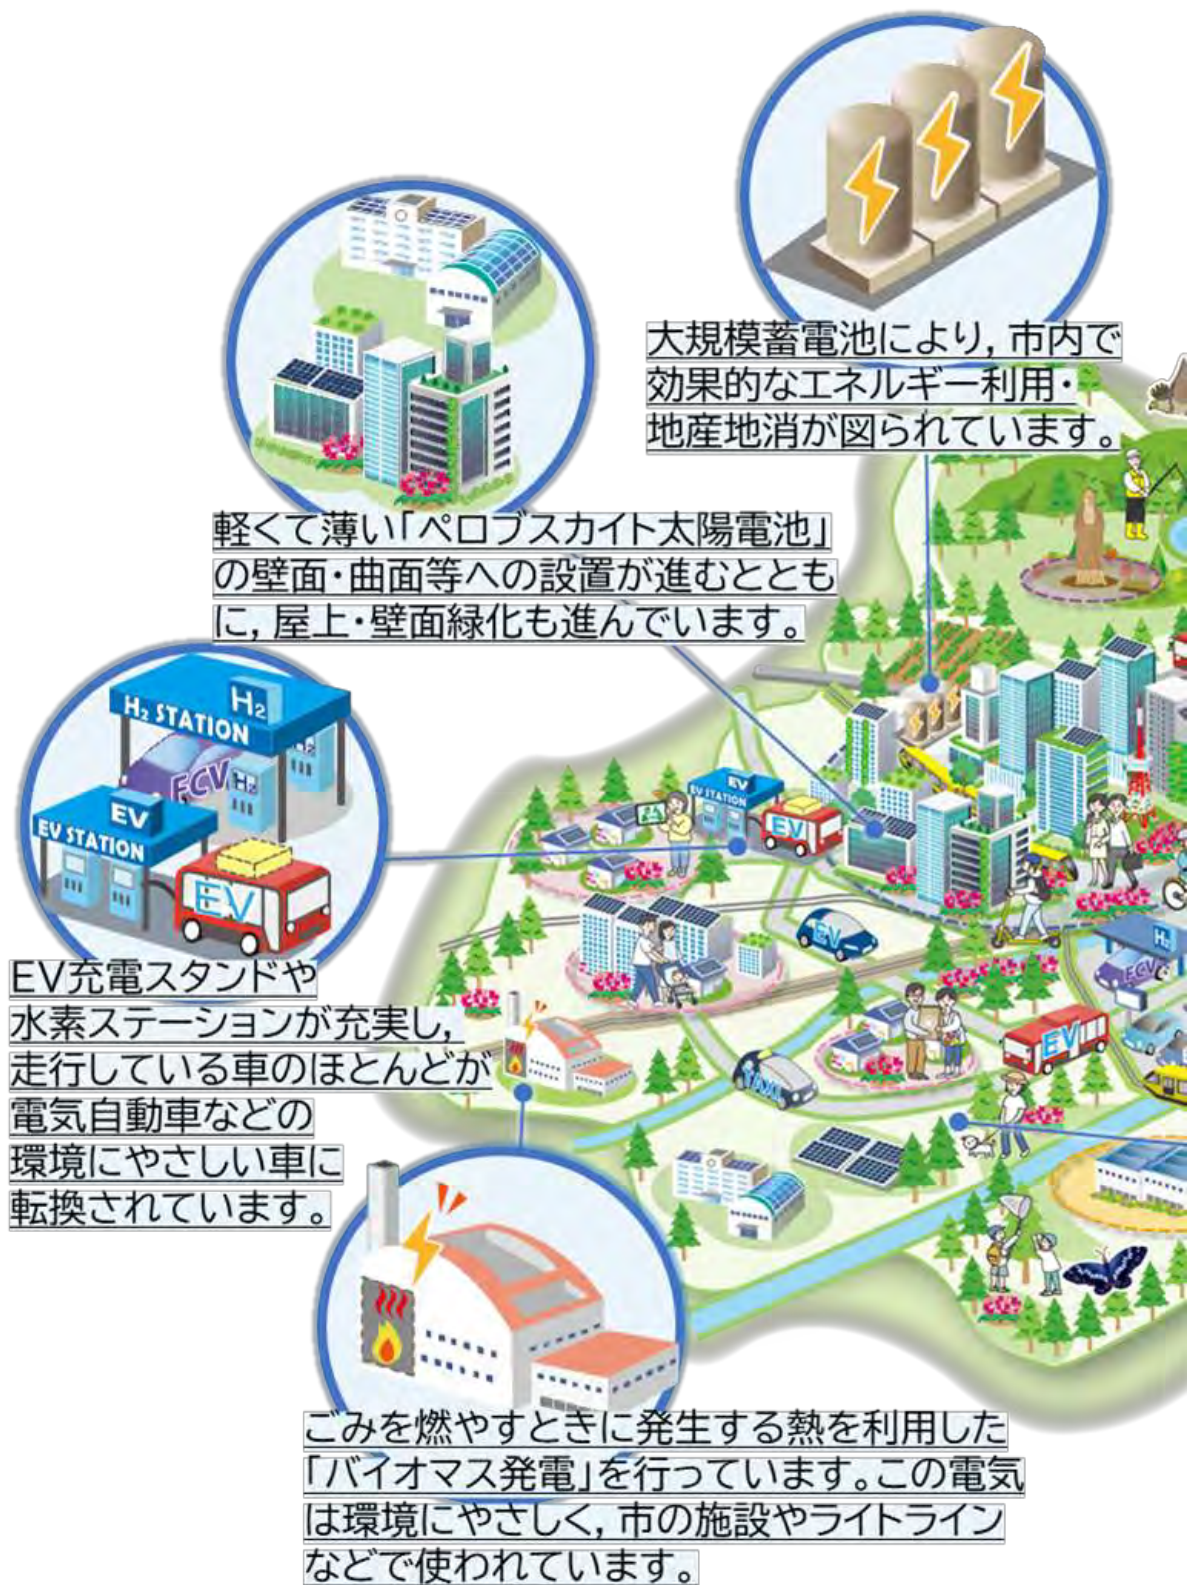 大規模蓄電池により, 市内で
効果的なエネルギー利用・
地産地消が図られています。
軽くて薄い「ペロブスカイト太陽電池」
の壁面・曲面等への設置が進むととも
に, 屋上・壁面緑化も進んでいます。
H2
H2 STATION
H2
FCV
H2
EV
EV STATION
EV
EV充電スタンドや
水素ステーションが充実し,
走行している車のほとんどが
電気自動車などの
環境にやさしい車に
転換されています。
EV
EV STATION
EV
EV
H2
FCV
EV
TAXI
ごみを燃やすときに発生する熱を利用した
「バイオマス発電」を行っています。この電気
は環境にやさしく, 市の施設やライトライン
などで使われています。